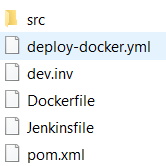 src
deploy-docker.yml
dev.inv
Dockerfile
Jenkinsfile
pom.xml